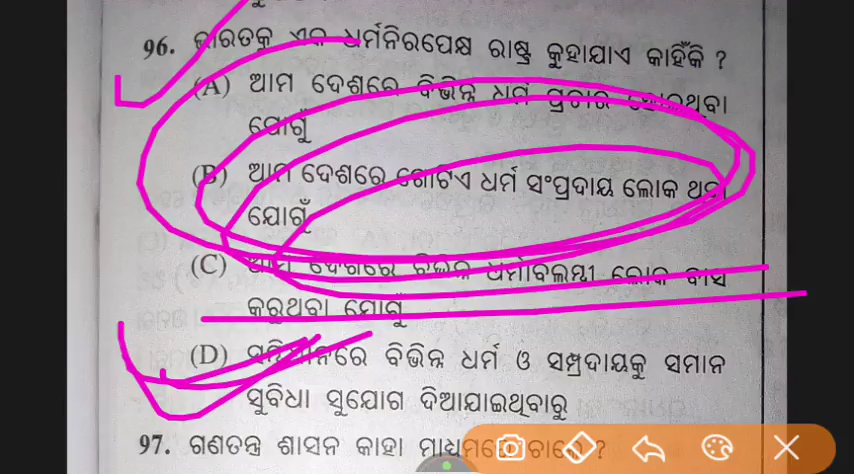 96. ଭାରତକୁ ଏକ ଧର୍ମନିରପେକ୍ଷ ରାଷ୍ଟ୍ର କୁହାଯାଏ କାହିଁକି ?
(A) ଆମ ଦେଶରେ ବିଭିନ୍ନ ଧର୍ମ ପ୍ରଚାର ହୋଇଥିବା
ଯୋଗୁଁ
(B) ଆମ ଦେଶରେ ଗୋଟିଏ ଧର୍ମ ସଂପ୍ରଦାୟ ଲୋକ ଥିବା
ଯୋଗୁଁ
(C) ଆମ ଦେଶରେ ବିଭିନ୍ନ ଧର୍ମାବଲମ୍ବୀ ଲୋକ ବାସ
କରୁଥିବା ଯୋଗୁଁ
(D) ସମ୍ବିଧାନରେ ବିଭିନ୍ନ ଧର୍ମ ଓ ସମ୍ପ୍ରଦାୟକୁ ସମାନ
ସୁବିଧା ସୁଯୋଗ ଦିଆଯାଇଥିବାରୁ
97. ଗଣତନ୍ତ୍ର ଶାସନ କାହା ମାଧ୍ୟମରେ ଚାଲେ ?